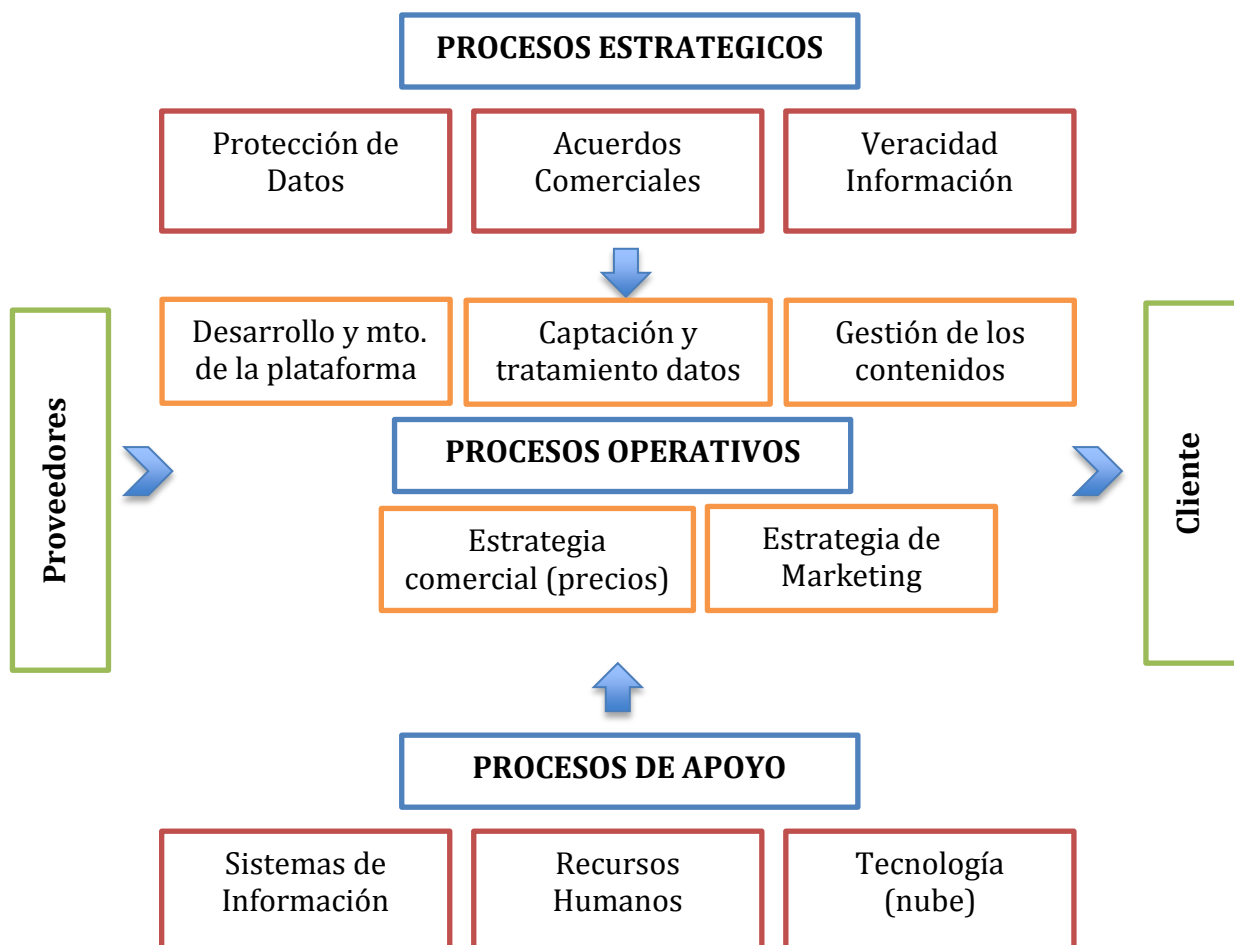 PROCESOS ESTRATEGICOS
Protección de
Datos
Acuerdos
Comerciales
Veracidad
Información
Proveedores
Desarrollo y mto.
de la plataforma
Captación y
tratamiento datos
Gestión de los
contenidos
PROCESOS OPERATIVOS
Estrategia
comercial (precios)
Estrategia de
Marketing
Cliente
PROCESOS DE APOYO
Sistemas de
Información
Recursos
Humanos
Tecnología
(nube)